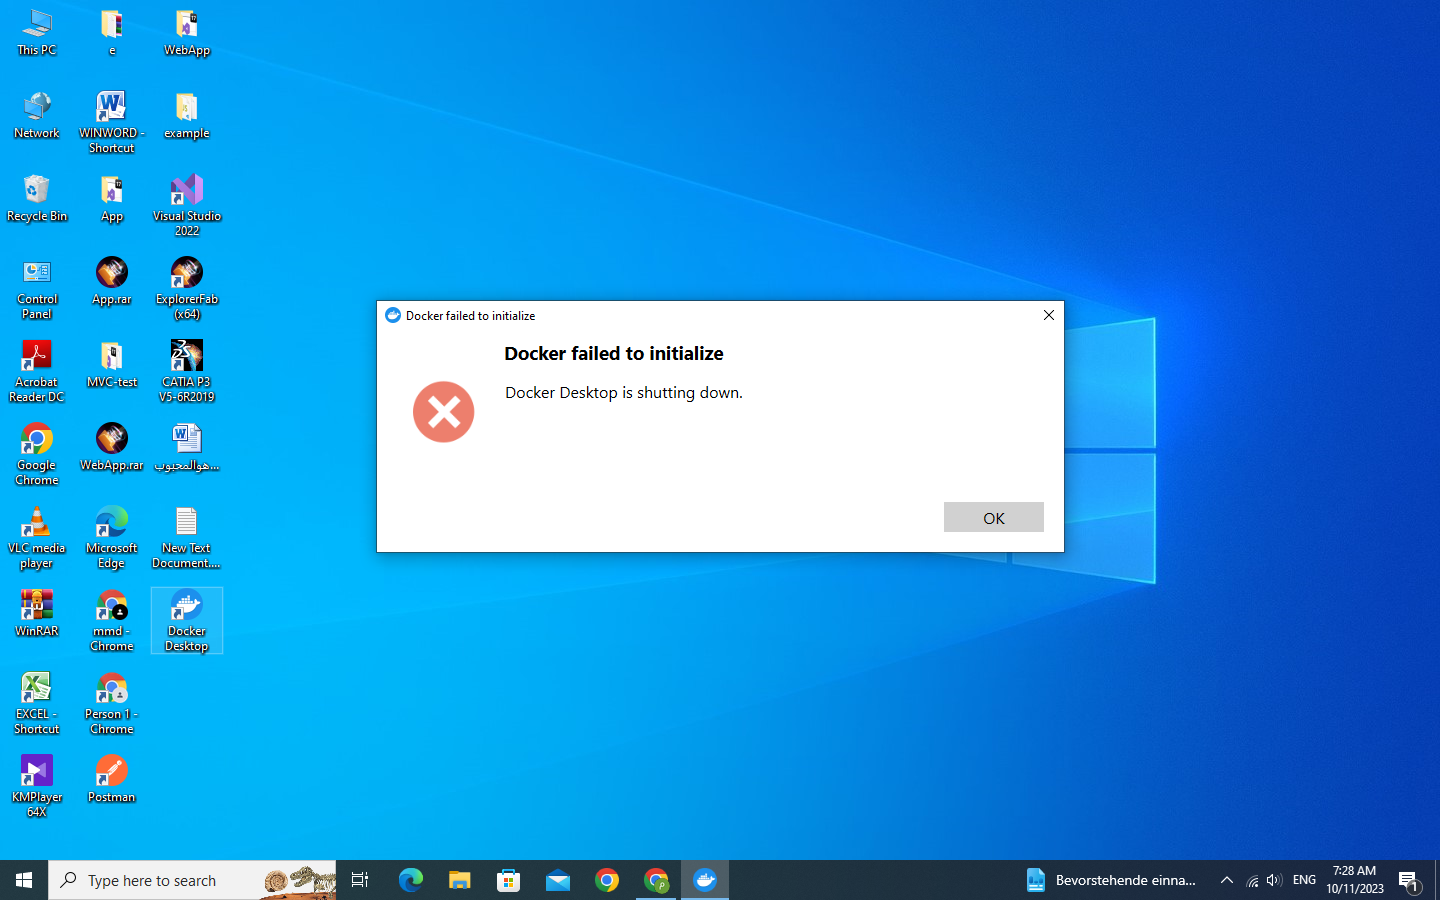 This PC
e
WebApp
Network
WINWORD -
Shortcut
example
Recycle Bin
App
Visual Studio
2022
Control
Panel
App.rar
ExplorerFab
(x64)
Acrobat
Reader DC
MVC-test
CATIA P3
V5-6R2019
Google
Chrome
WebApp.rar
هوالمحبوب...
VLC media
player
Microsoft
Edge
New Text
Document....
WinRAR
mmd -
Chrome
Docker
Desktop
EXCEL -
Shortcut
Person 1 -
Chrome
KMPlayer
64X
Postman
Docker failed to initialize
Docker failed to initialize
Docker Desktop is shutting down.
OK
Type here to search
Bevorstehende einna...
ENG
7:28 AM
10/11/2023
1